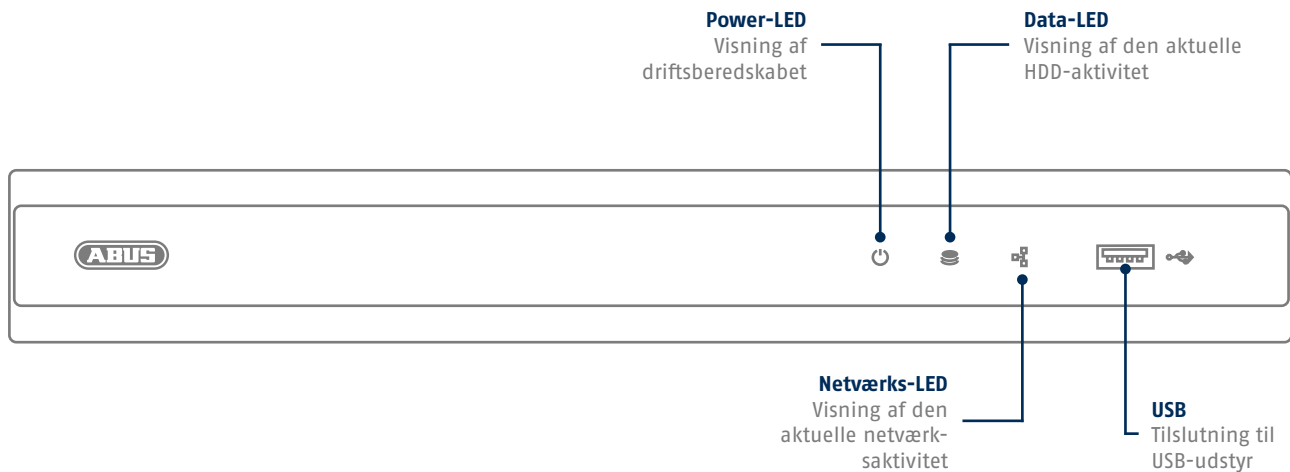 Power-LED
Visning af
driftsberedskabet
Data-LED
Visning af den aktuelle
HDD-aktivitet
ABUS
Netværks-LED
Visning af den
aktuelle netværk-
saktivitet
USB
Tilslutning til
USB-udstyr